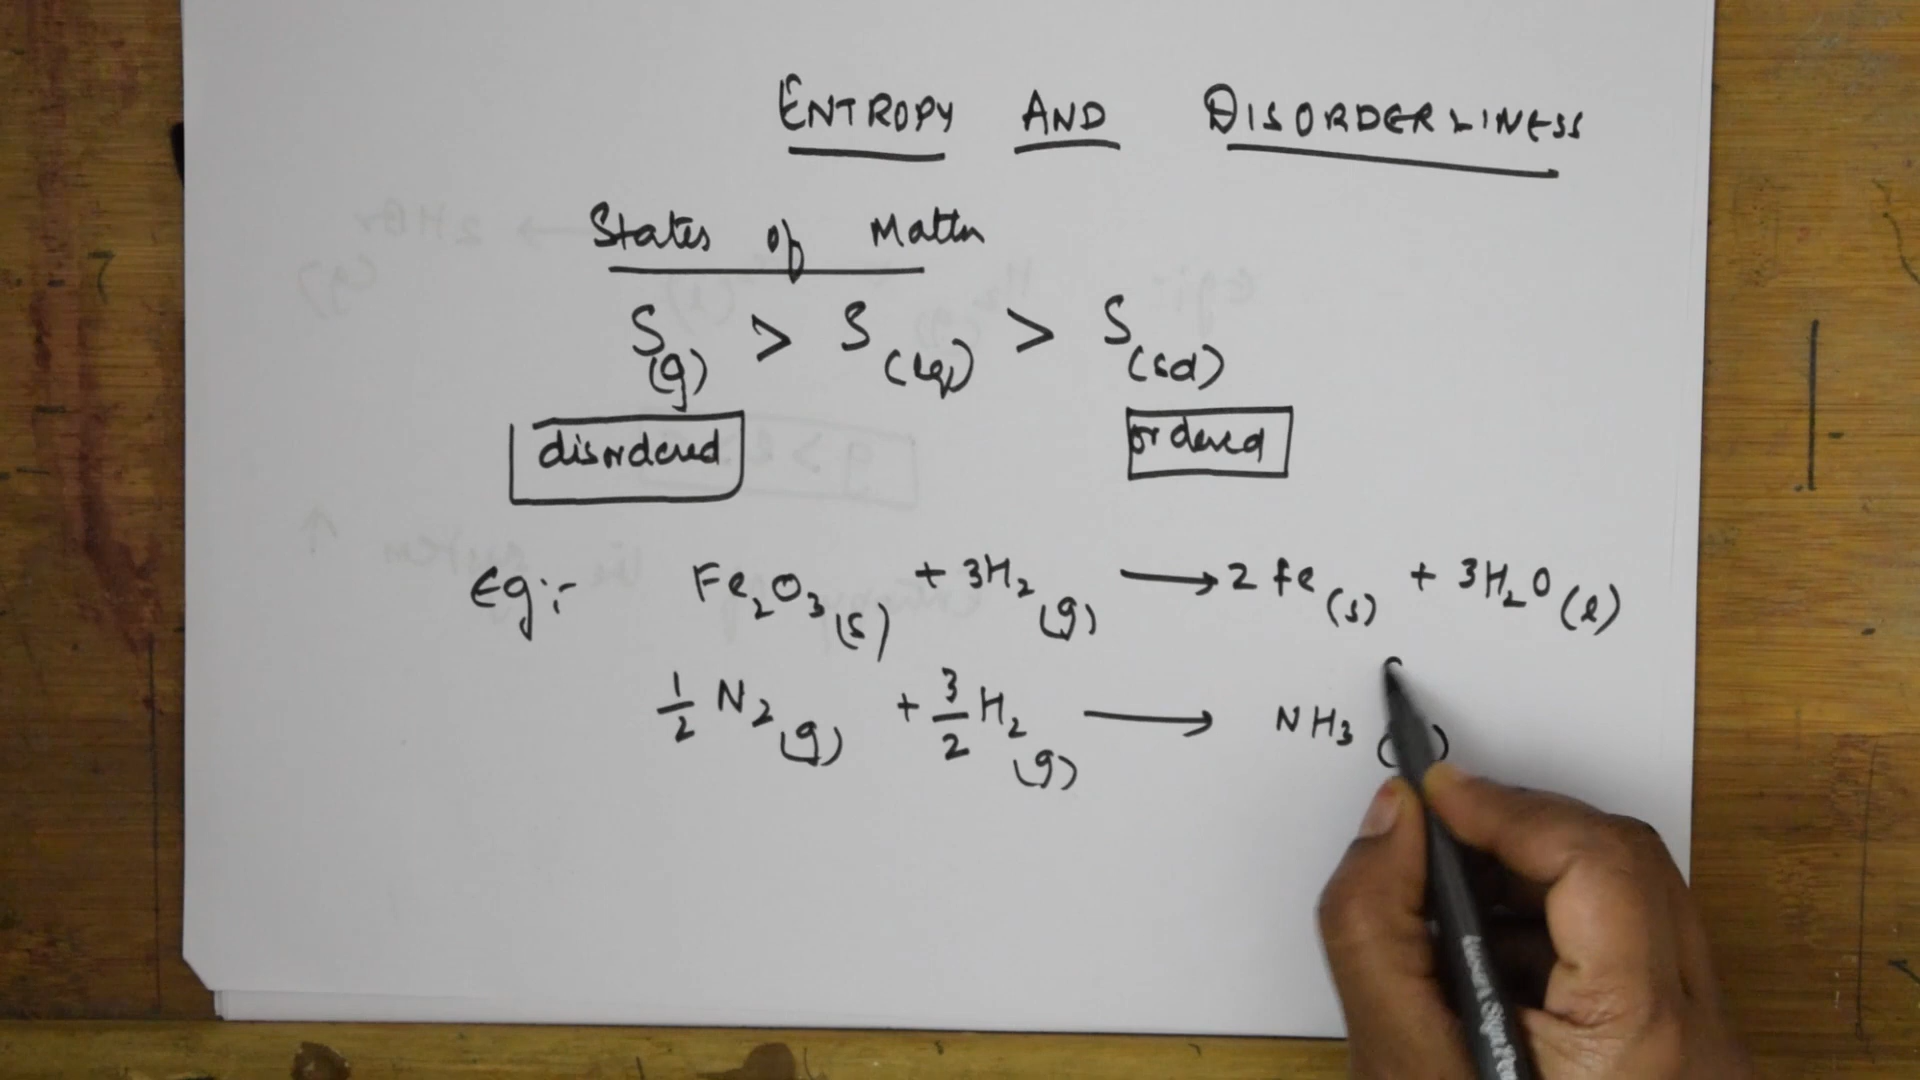 ENTROPY AND DISORDERLINESS
States of Matter
S(g) > S(lq) > S(sd)
disordered ordered
Eg:- Fe₂O₃(s) + 3H₂(g) → 2Fe(s) + 3H₂O(l)
½ N₂(g) + 3/2 H₂(g) → NH₃